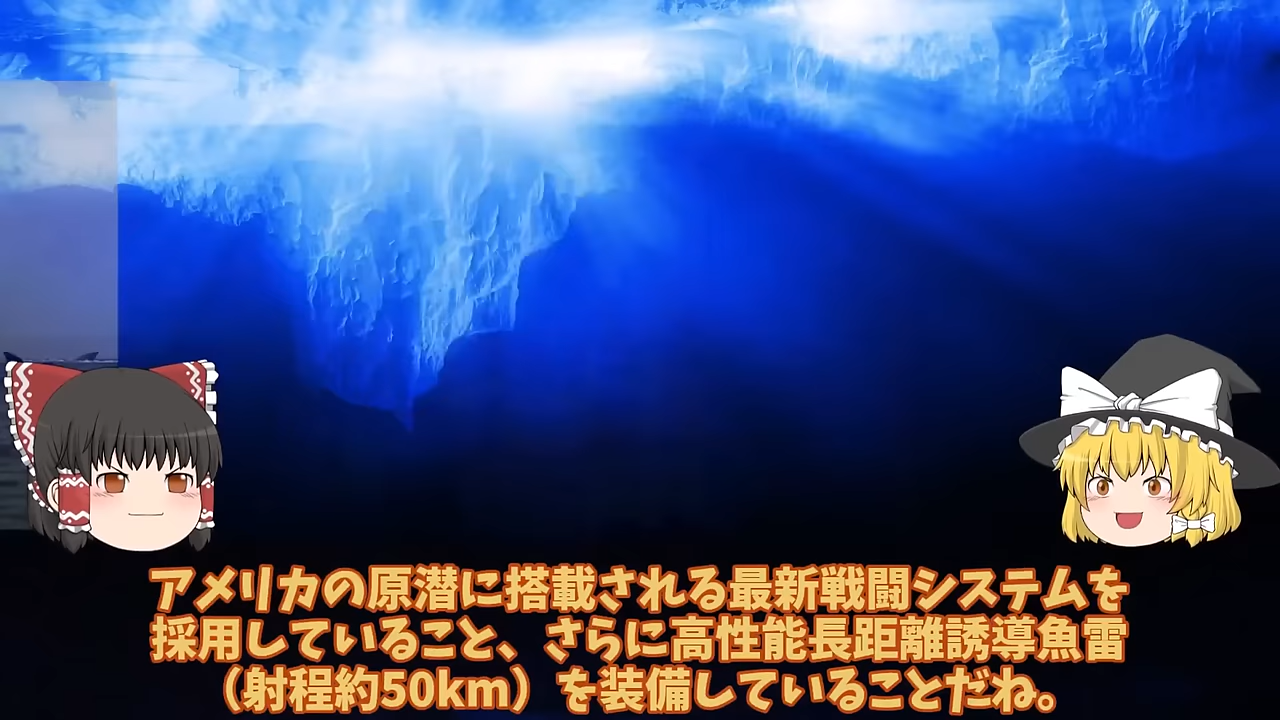 アメリカの原潜に搭載される最新戦闘システムを
採用していること、さらに高性能長距離誘導魚雷
（射程約50km）を装備していることだね。